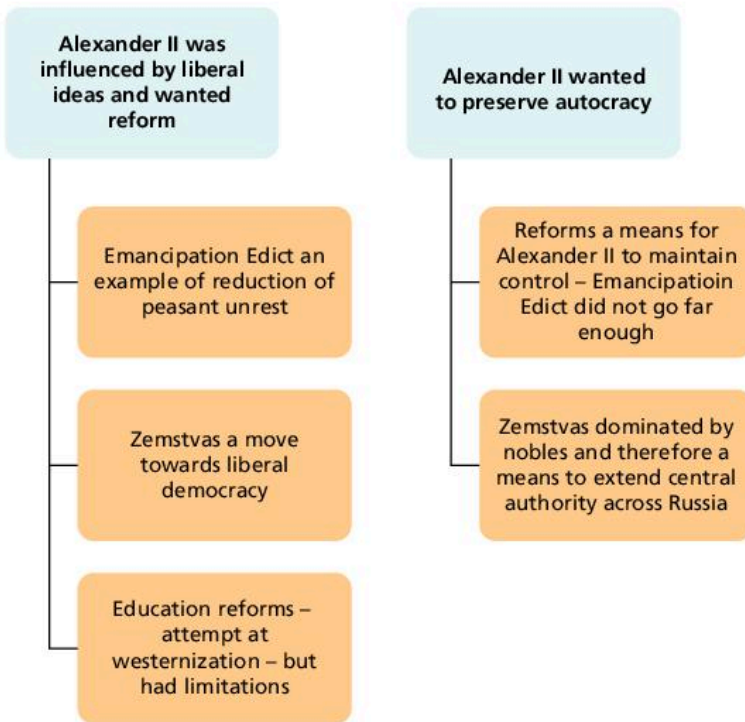 Alexander II was
influenced by liberal
ideas and wanted
reform
Emancipation Edict an
example of reduction of
peasant unrest
Zemstvas a move
towards liberal
democracy
Education reforms –
attempt at
westernization – but
had limitations
Alexander II wanted
to preserve autocracy
Reforms a means for
Alexander II to maintain
control – Emancipatioin
Edict did not go far
enough
Zemstvas dominated by
nobles and therefore a
means to extend central
authority across Russia